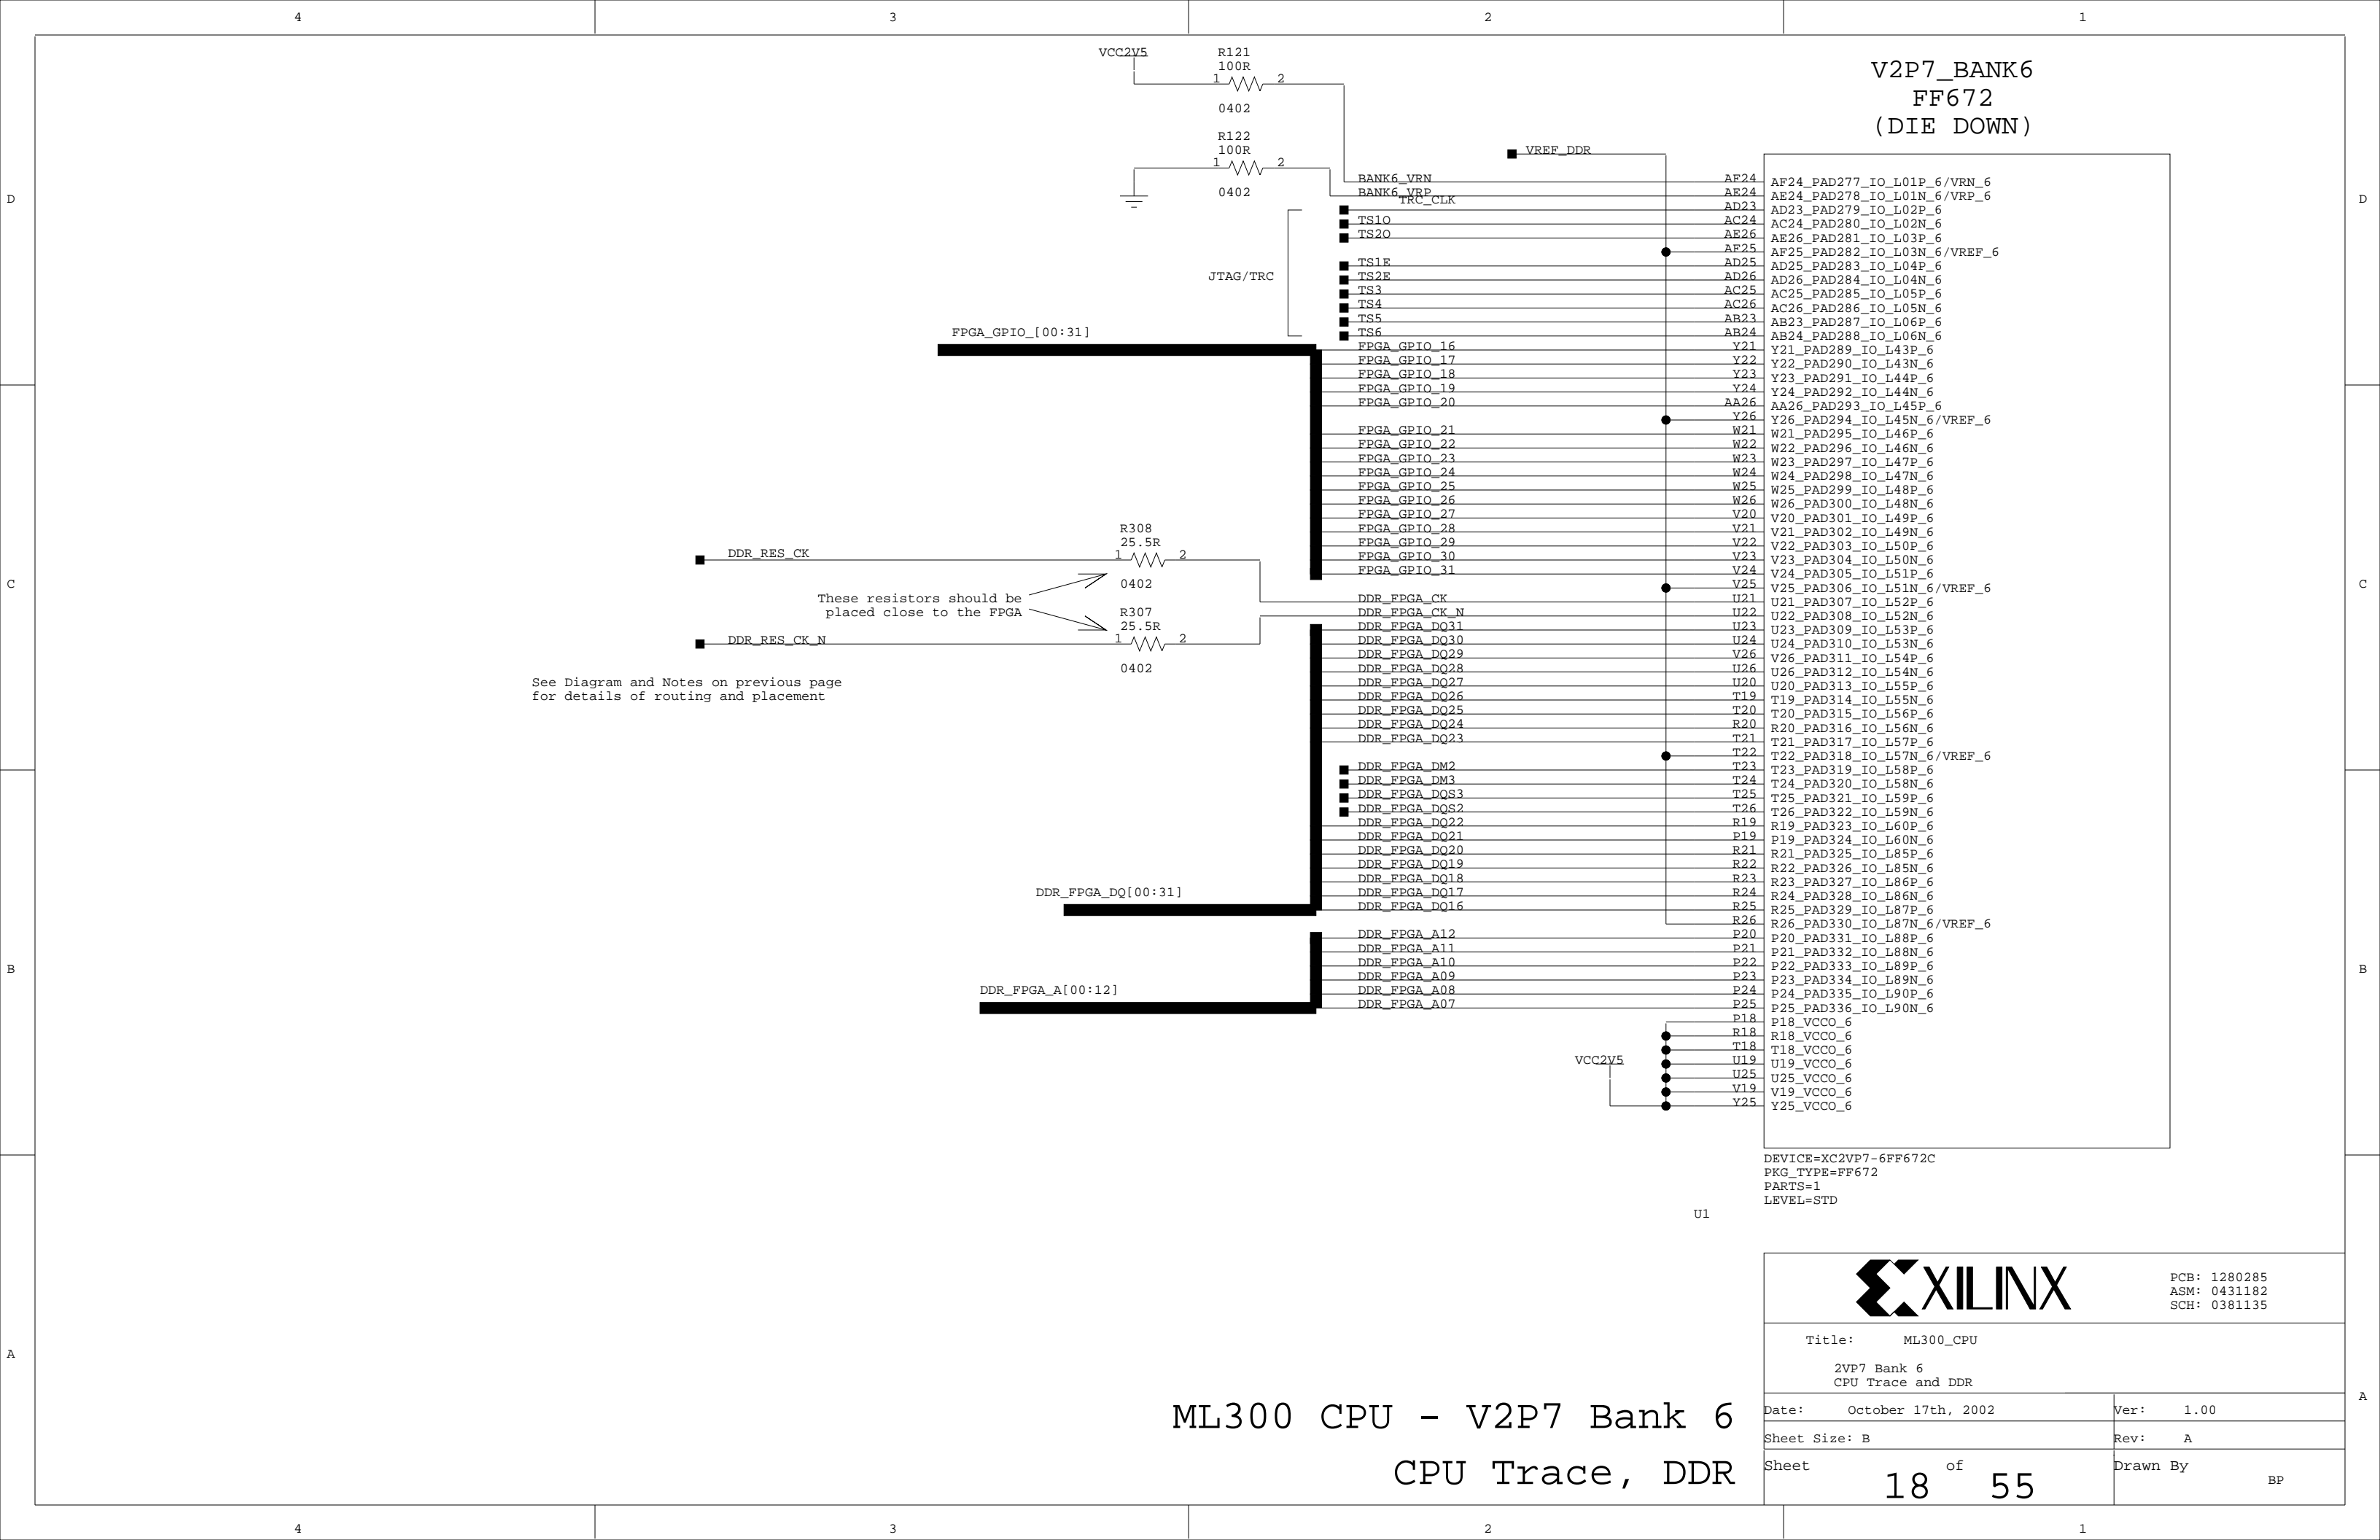 4
3
2
1
VCC2V5
R121
100R
1
2
0402
R122
100R
1
2
0402
V2P7_BANK6
FF672
(DIE DOWN)
VREF_DDR
D
D
BANK6_VRN AF24 AF24_PAD277_IO_L01P_6/VRN_6
BANK6_VRP AE24 AE24_PAD278_IO_L01N_6/VRP_6
TRC_CLK AD23 AD23_PAD279_IO_L02P_6
TS1O AC24 AC24_PAD280_IO_L02N_6
TS2O AE26 AE26_PAD281_IO_L03P_6
AF25 AF25_PAD282_IO_L03N_6/VREF_6
TS1E AD25 AD25_PAD283_IO_L04P_6
JTAG/TRC
TS2E AD26 AD26_PAD284_IO_L04N_6
TS3 AC25 AC25_PAD285_IO_L05P_6
TS4 AC26 AC26_PAD286_IO_L05N_6
TS5 AB23 AB23_PAD287_IO_L06P_6
TS6 AB24 AB24_PAD288_IO_L06N_6
FPGA_GPIO_[00:31]
FPGA_GPIO_16 Y21 Y21_PAD289_IO_L43P_6
FPGA_GPIO_17 Y22 Y22_PAD290_IO_L43N_6
FPGA_GPIO_18 Y23 Y23_PAD291_IO_L44P_6
FPGA_GPIO_19 Y24 Y24_PAD292_IO_L44N_6
FPGA_GPIO_20 AA26 AA26_PAD293_IO_L45P_6
Y26 Y26_PAD294_IO_L45N_6/VREF_6
FPGA_GPIO_21 W21 W21_PAD295_IO_L46P_6
FPGA_GPIO_22 W22 W22_PAD296_IO_L46N_6
FPGA_GPIO_23 W23 W23_PAD297_IO_L47P_6
FPGA_GPIO_24 W24 W24_PAD298_IO_L47N_6
FPGA_GPIO_25 W25 W25_PAD299_IO_L48P_6
FPGA_GPIO_26 W26 W26_PAD300_IO_L48N_6
FPGA_GPIO_27 V20 V20_PAD301_IO_L49P_6
FPGA_GPIO_28 V21 V21_PAD302_IO_L49N_6
FPGA_GPIO_29 V22 V22_PAD303_IO_L50P_6
FPGA_GPIO_30 V23 V23_PAD304_IO_L50N_6
FPGA_GPIO_31 V24 V24_PAD305_IO_L51P_6
V25 V25_PAD306_IO_L51N_6/VREF_6
R308
25.5R
DDR_RES_CK
1
2
0402
C
C
These resistors should be
placed close to the FPGA
R307
25.5R
DDR_RES_CK_N
1
2
0402
See Diagram and Notes on previous page
for details of routing and placement
DDR_FPGA_CK U21 U21_PAD307_IO_L52P_6
DDR_FPGA_CK_N U22 U22_PAD308_IO_L52N_6
DDR_FPGA_DQ31 U23 U23_PAD309_IO_L53P_6
DDR_FPGA_DQ30 U24 U24_PAD310_IO_L53N_6
DDR_FPGA_DQ29 V26 V26_PAD311_IO_L54P_6
DDR_FPGA_DQ28 U26 U26_PAD312_IO_L54N_6
DDR_FPGA_DQ27 U20 U20_PAD313_IO_L55P_6
DDR_FPGA_DQ26 T19 T19_PAD314_IO_L55N_6
DDR_FPGA_DQ25 T20 T20_PAD315_IO_L56P_6
DDR_FPGA_DQ24 R20 R20_PAD316_IO_L56N_6
DDR_FPGA_DQ23 T21 T21_PAD317_IO_L57P_6
T22 T22_PAD318_IO_L57N_6/VREF_6
DDR_FPGA_DM2 T23 T23_PAD319_IO_L58P_6
DDR_FPGA_DM3 T24 T24_PAD320_IO_L58N_6
DDR_FPGA_DQS3 T25 T25_PAD321_IO_L59P_6
DDR_FPGA_DQS2 T26 T26_PAD322_IO_L59N_6
DDR_FPGA_DQ22 R19 R19_PAD323_IO_L60P_6
DDR_FPGA_DQ21 P19 P19_PAD324_IO_L60N_6
DDR_FPGA_DQ20 R21 R21_PAD325_IO_L85P_6
DDR_FPGA_DQ19 R22 R22_PAD326_IO_L85N_6
DDR_FPGA_DQ18 R23 R23_PAD327_IO_L86P_6
DDR_FPGA_DQ[00:31]
DDR_FPGA_DQ17 R24 R24_PAD328_IO_L86N_6
DDR_FPGA_DQ16 R25 R25_PAD329_IO_L87P_6
R26 R26_PAD330_IO_L87N_6/VREF_6
DDR_FPGA_A12 P20 P20_PAD331_IO_L88P_6
DDR_FPGA_A11 P21 P21_PAD332_IO_L88N_6
B
B
DDR_FPGA_A10 P22 P22_PAD333_IO_L89P_6
DDR_FPGA_A09 P23 P23_PAD334_IO_L89N_6
DDR_FPGA_A[00:12]
DDR_FPGA_A08 P24 P24_PAD335_IO_L90P_6
DDR_FPGA_A07 P25 P25_PAD336_IO_L90N_6
P18 P18_VCCO_6
R18 R18_VCCO_6
T18 T18_VCCO_6
VCC2V5
U19 U19_VCCO_6
U25 U25_VCCO_6
V19 V19_VCCO_6
Y25 Y25_VCCO_6
DEVICE=XC2VP7-6FF672C
PKG_TYPE=FF672
PARTS=1
LEVEL=STD
U1
XILINX
PCB: 1280285
ASM: 0431182
SCH: 0381135
A
A
Title: ML300_CPU
2VP7 Bank 6
CPU Trace and DDR
ML300 CPU - V2P7 Bank 6
CPU Trace, DDR
Date: October 17th, 2002
Ver: 1.00
Sheet Size: B
Rev: A
Sheet 18 of 55
Drawn By BP
4
3
2
1